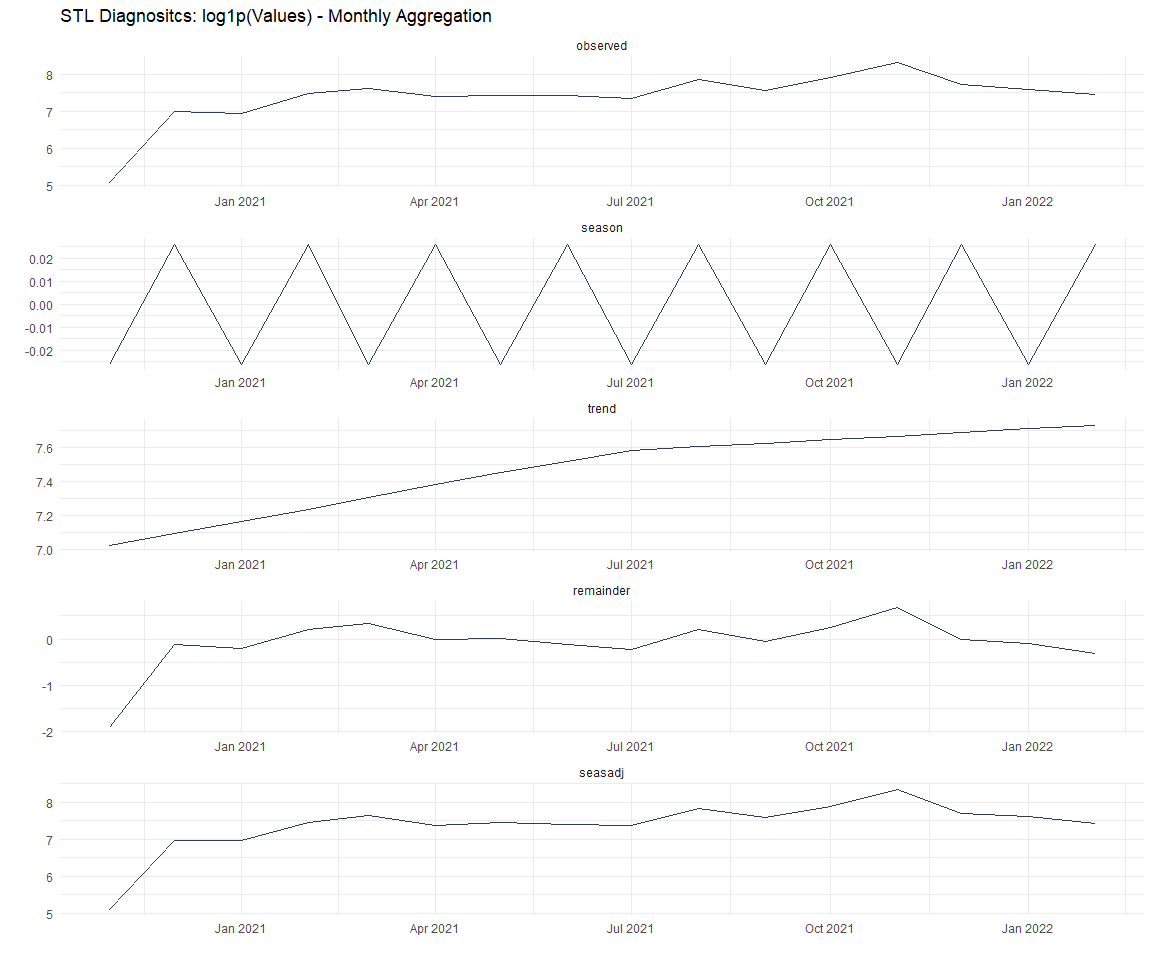 STL Diagnositcs: log1p(Values) - Monthly Aggregation
observed
8
7
6
5
Jan 2021 Apr 2021 Jul 2021 Oct 2021 Jan 2022
season
0.02
0.01
0.00
-0.01
-0.02
Jan 2021 Apr 2021 Jul 2021 Oct 2021 Jan 2022
trend
7.6
7.4
7.2
7.0
Jan 2021 Apr 2021 Jul 2021 Oct 2021 Jan 2022
remainder
0
-1
-2
Jan 2021 Apr 2021 Jul 2021 Oct 2021 Jan 2022
seasadj
8
7
6
5
Jan 2021 Apr 2021 Jul 2021 Oct 2021 Jan 2022